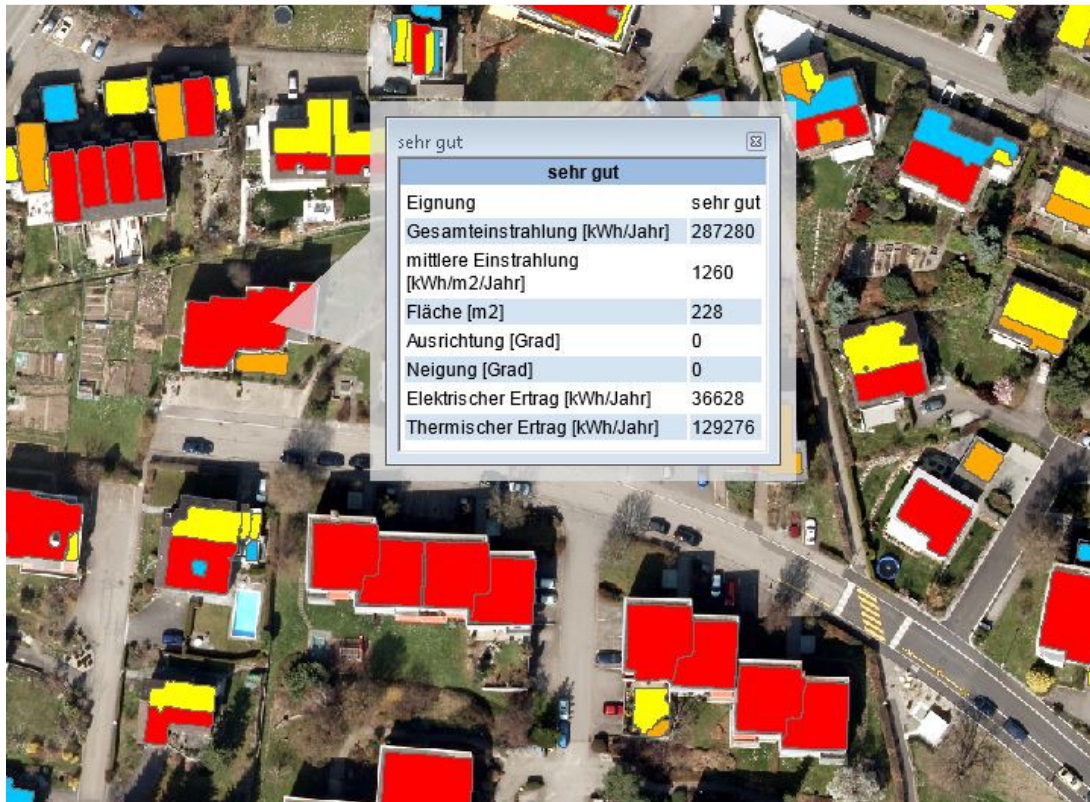 sehr gut
sehr gut
Eignung sehr gut
Gesamteinstrahlung [kWh/Jahr] 287280
mittlere Einstrahlung
[kWh/m2/Jahr] 1260
Fläche [m2] 228
Ausrichtung [Grad] 0
Neigung [Grad] 0
Elektrischer Ertrag [kWh/Jahr] 36628
Thermischer Ertrag [kWh/Jahr] 129276